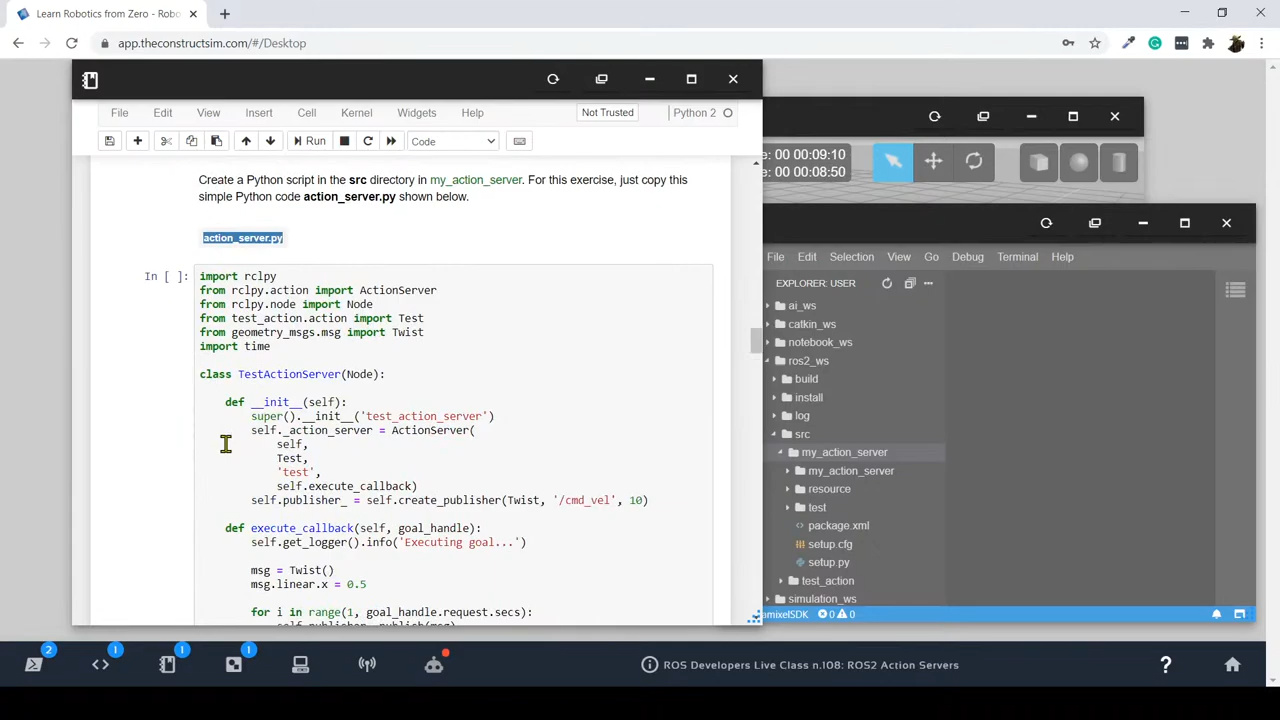 Learn Robotics from Zero - Robo
app.theconstructsim.com/#/Desktop
File Edit View Insert Cell Kernel Widgets Help
Not Trusted
Python 2
Run
Code
Create a Python script in the src directory in my_action_server. For this exercise, just copy this
simple Python code action_server.py shown below.
action_server.py
In [ ]:
import rclpy
from rclpy.action import ActionServer
from rclpy.node import Node
from test_action.action import Test
from geometry_msgs.msg import Twist
import time
class TestActionServer(Node):
def __init__(self):
super().__init__('test_action_server')
self._action_server = ActionServer(
self,
Test,
'test',
self.execute_callback)
self.publisher_ = self.create_publisher(Twist, '/cmd_vel', 10)
def execute_callback(self, goal_handle):
self.get_logger().info('Executing goal...')
msg = Twist()
msg.linear.x = 0.5
for i in range(1, goal_handle.request.secs):
e: 00 00:09:10
e: 00 00:08:50
File Edit Selection View Go Debug Terminal Help
EXPLORER: USER
ai_ws
catkin_ws
notebook_ws
ros2_ws
build
install
log
src
my_action_server
my_action_server
resource
test
package.xml
setup.cfg
setup.py
test_action
simulation_ws
amixelSDK 0 0
2
1
1
1
ROS Developers Live Class n.108: ROS2 Action Servers
?